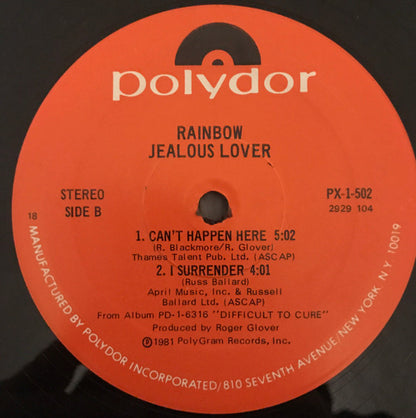 polydor
RAINBOW
JEALOUS LOVER
STEREO PX-1-502
SIDE B 2929 104
18
1. CAN'T HAPPEN HERE 5:02
(R. Blackmore/R. Glover)
Thames Talent Pub. Ltd. (ASCAP)
2. I SURRENDER 4:01
(Russ Ballard)
April Music, Inc. & Russell
Ballard Ltd. (ASCAP)
From Album PD-1-6316 "DIFFICULT TO CURE"
Produced by Roger Glover
Ⓟ1981 PolyGram Records, Inc.
MANUFACTURED BY POLYDOR INCORPORATED/810 SEVENTH AVENUE/NEW YORK, N.Y. 10019